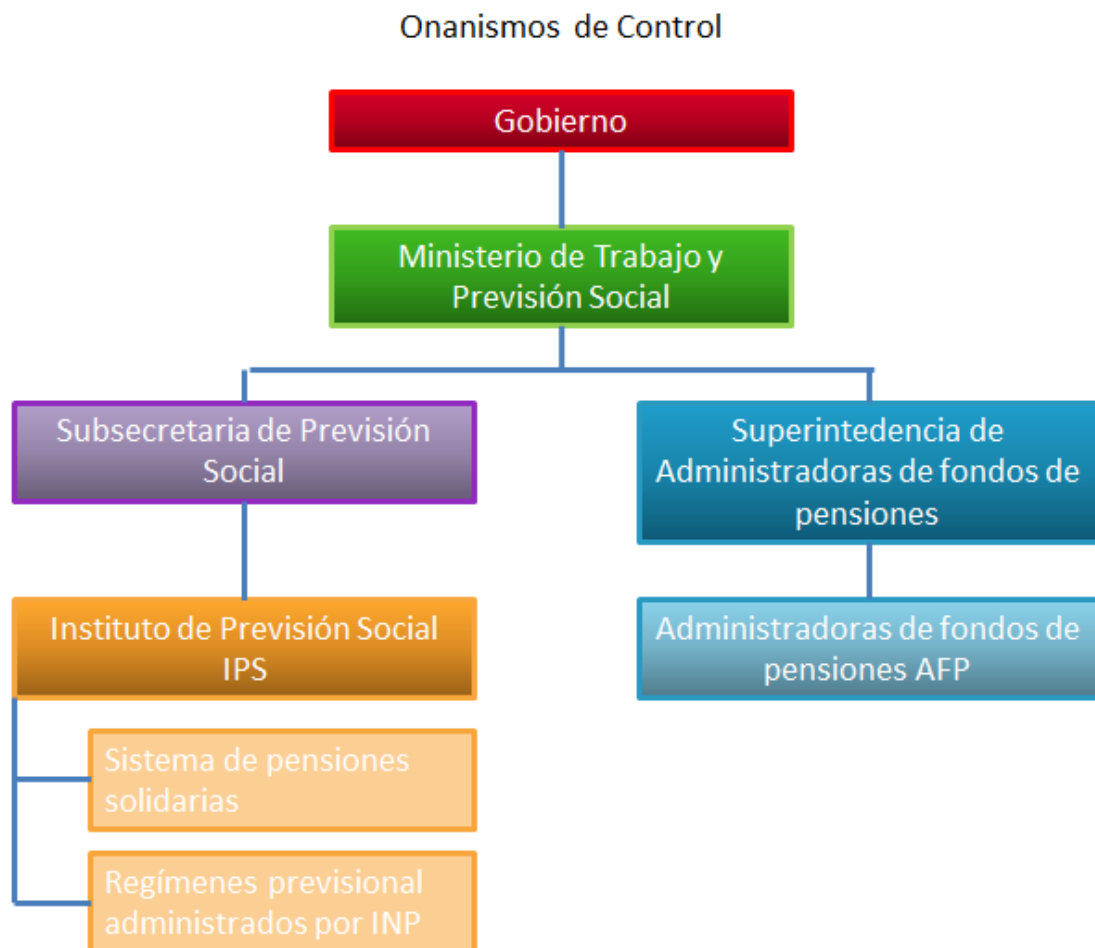 Onanismos de Control
Gobierno
Ministerio de Trabajo y
Previsión Social
Subsecretaria de Previsión
Social
Superintedencia de
Administradoras de fondos de
pensiones
Instituto de Previsión Social
IPS
Administradoras de fondos de
pensiones AFP
Sistema de pensiones
solidarias
Regímenes previsional
administrados por INP